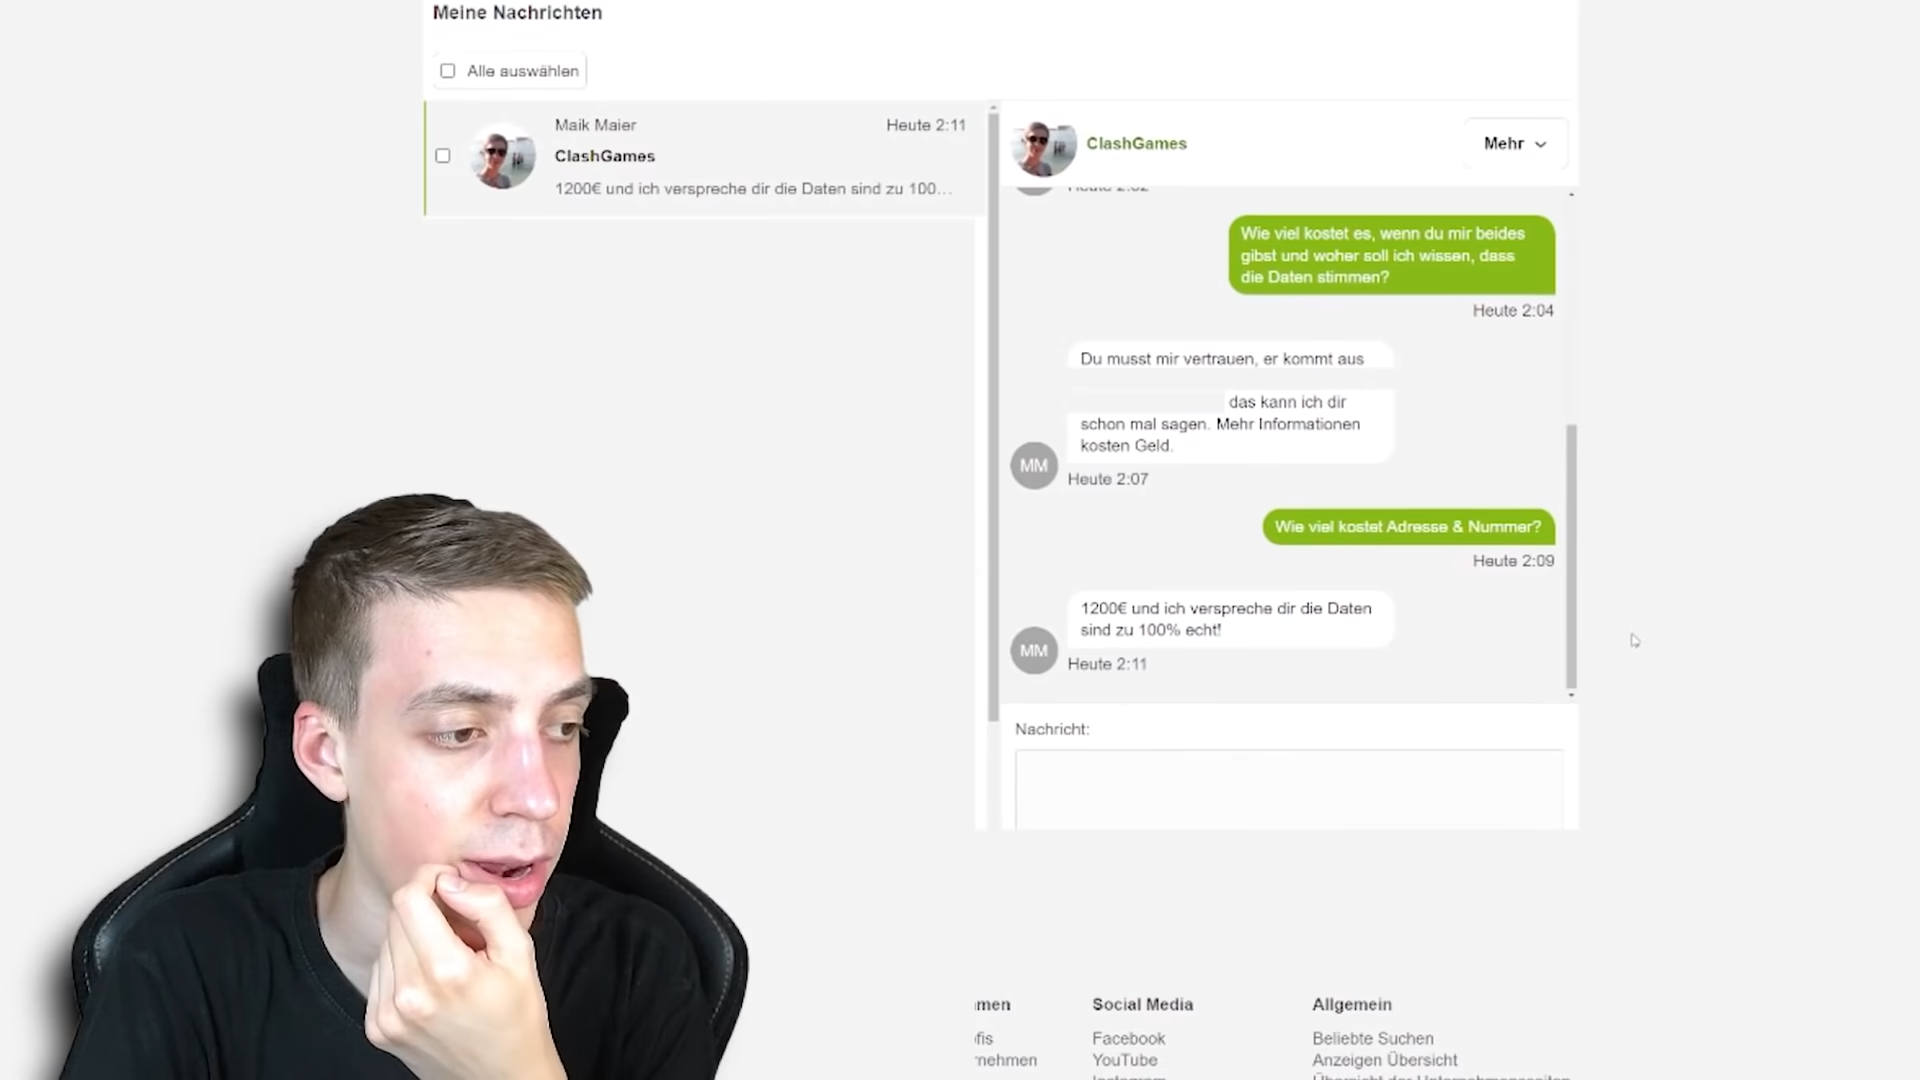 Meine Nachrichten
Alle auswählen
Maik Maier
Heute 2:11
ClashGames
1200€ und ich verspreche dir die Daten sind zu 100...
ClashGames
Mehr
Wie viel kostet es, wenn du mir beides
gibst und woher soll ich wissen, dass
die Daten stimmen?
Heute 2:04
Du musst mir vertrauen, er kommt aus
das kann ich dir
schon mal sagen. Mehr Informationen
kosten Geld.
MM
Heute 2:07
Wie viel kostet Adresse & Nummer?
Heute 2:09
1200€ und ich verspreche dir die Daten
sind zu 100% echt!
MM
Heute 2:11
Nachricht:
Social Media
Facebook
YouTube
Allgemein
Beliebte Suchen
Anzeigen Übersicht